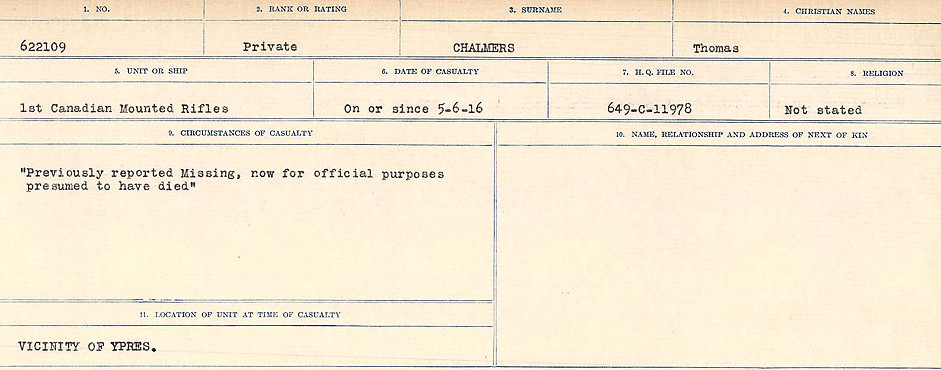 1. NO. 2. RANK OR RATING 3. SURNAME 4. CHRISTIAN NAMES
622109 Private CHALMERS Thomas
5. UNIT OR SHIP 6. DATE OF CASUALTY 7. H. Q. FILE NO. 8. RELIGION
1st Canadian Mounted Rifles On or since 5-6-16 649-C-11978 Not stated
9. CIRCUMSTANCES OF CASUALTY 10. NAME, RELATIONSHIP AND ADDRESS OF NEXT OF KIN
"Previously reported Missing, now for official purposes
presumed to have died"
11. LOCATION OF UNIT AT TIME OF CASUALTY
VICINITY OF YPRES.